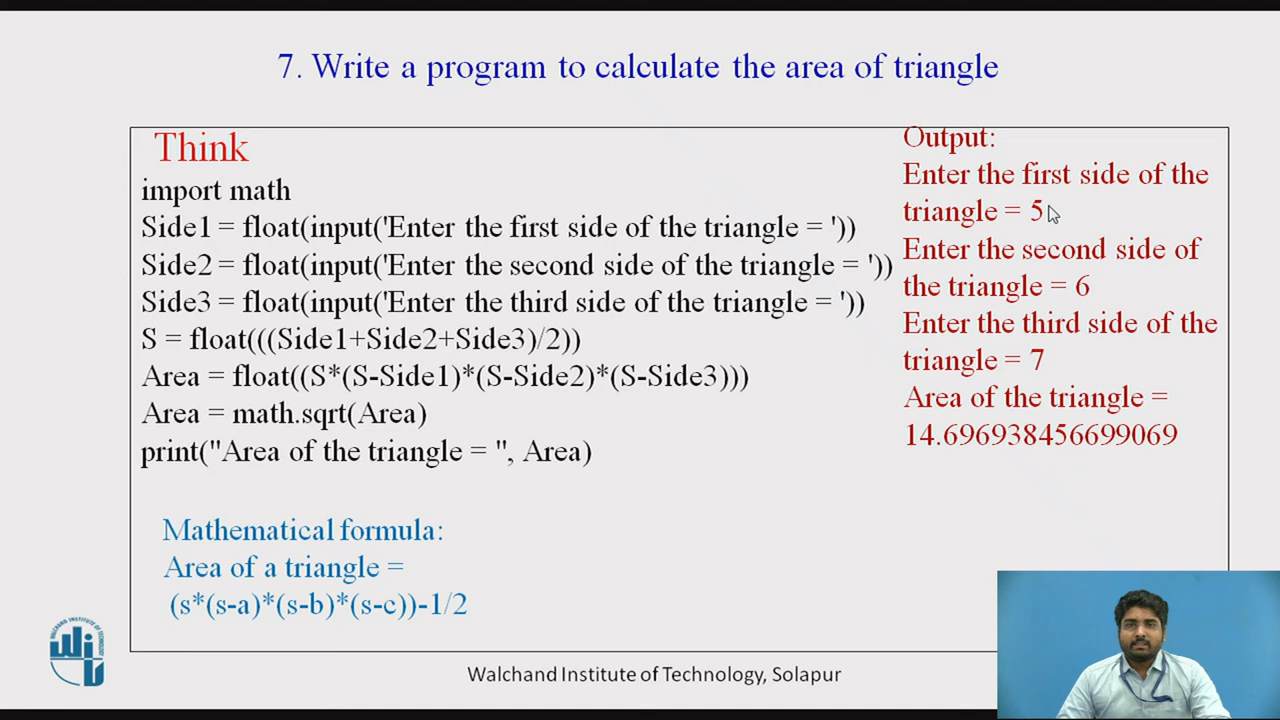 7. Write a program to calculate the area of triangle
Think
import math
Side1 = float(input('Enter the first side of the triangle = '))
Side2 = float(input('Enter the second side of the triangle = '))
Side3 = float(input('Enter the third side of the triangle = '))
S = float(((Side1+Side2+Side3)/2))
Area = float((S*(S-Side1)*(S-Side2)*(S-Side3)))
Area = math.sqrt(Area)
print("Area of the triangle = ", Area)
Output:
Enter the first side of the
triangle = 5
Enter the second side of
the triangle = 6
Enter the third side of the
triangle = 7
Area of the triangle =
14.696938456699069
Mathematical formula:
Area of a triangle =
(s*(s-a)*(s-b)*(s-c))-1/2
WALCHAND INSTITUTE OF TECHNOLOGY
Walchand Institute of Technology, Solapur